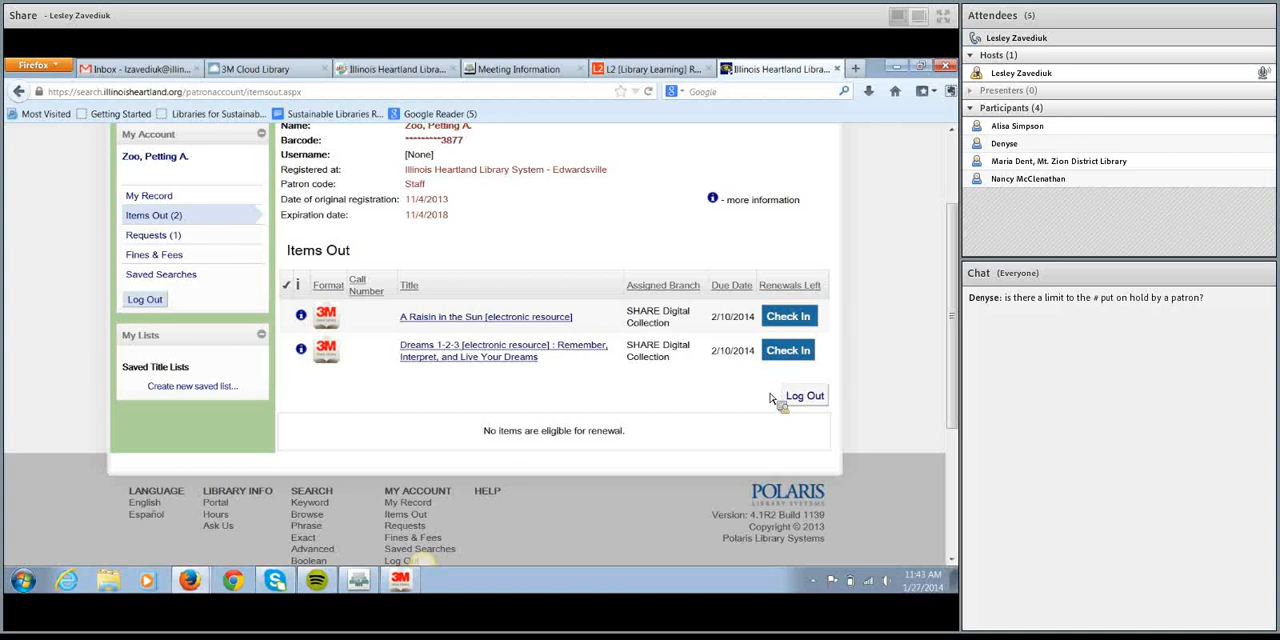 Share - Lesley Zavediuk
Firefox
Inbox - lzavediuk@illin...
3M Cloud Library
Illinois Heartland Libra...
Meeting Information
L2 [Library Learning] R...
Illinois Heartland Libra...
https://search.illinoisheartland.org/patronaccount/itemsout.aspx
Google
Most Visited
Getting Started
Libraries for Sustainab...
Sustainable Libraries R...
Google Reader (5)
My Account
Zoo, Petting A.
My Record
Items Out (2)
Requests (1)
Fines & Fees
Saved Searches
Log Out
My Lists
Saved Title Lists
Create new saved list...
Name: Zoo, Petting A.
Barcode: *********3877
Username: [None]
Registered at: Illinois Heartland Library System - Edwardsville
Patron code: Staff
Date of original registration: 11/4/2013
Expiration date: 11/4/2018
- more information
Items Out
Format Call Number Title Assigned Branch Due Date Renewals Left
3M A Raisin in the Sun [electronic resource] SHARE Digital Collection 2/10/2014 Check In
3M Dreams 1-2-3 [electronic resource] : Remember, Interpret, and Live Your Dreams SHARE Digital Collection 2/10/2014 Check In
Log Out
No items are eligible for renewal.
LANGUAGE
English
Español
LIBRARY INFO
Portal
Hours
Ask Us
SEARCH
Keyword
Browse
Phrase
Exact
Advanced
Boolean
MY ACCOUNT
My Record
Items Out
Requests
Fines & Fees
Saved Searches
Log Out
HELP
POLARIS
LIBRARY SYSTEMS
Version: 4.1R2 Build 1139
Copyright © 2013
Polaris Library Systems
3M
11:43 AM
1/27/2014
Attendees (5)
Lesley Zavediuk
Hosts (1)
Lesley Zavediuk
Presenters (0)
Participants (4)
Alisa Simpson
Denyse
Maria Dent, Mt. Zion District Library
Nancy McClenathan
Chat (Everyone)
Denyse: is there a limit to the # put on hold by a patron?